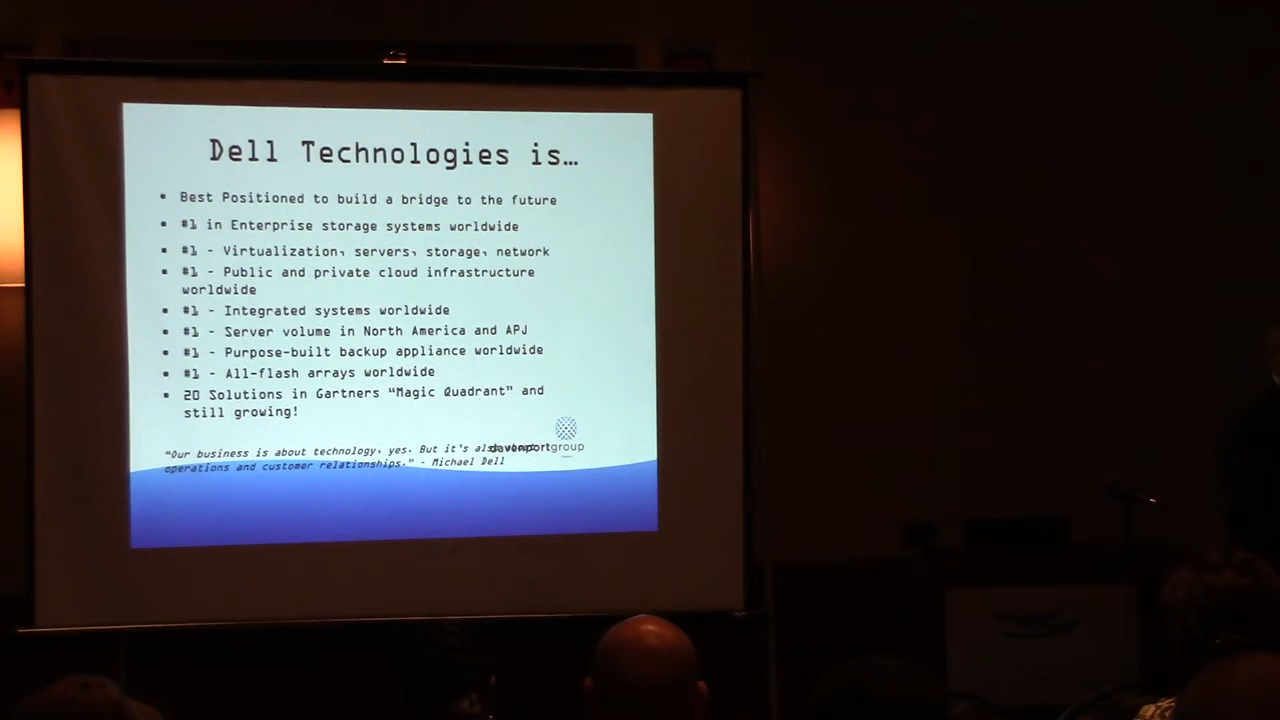 Dell Technologies is…
▪ Best Positioned to build a bridge to the future
▪ #1 in Enterprise storage systems worldwide
▪ #1 - Virtualization, servers, storage, network
▪ #1 - Public and private cloud infrastructure
worldwide
▪ #1 - Integrated systems worldwide
▪ #1 - Server volume in North America and APJ
▪ #1 - Purpose-built backup appliance worldwide
▪ #1 - All-flash arrays worldwide
▪ 20 Solutions in Gartners “Magic Quadrant” and
still growing!
“Our business is about technology, yes. But it's also
operations and customer relationships.” - Michael Dell
davenportgroup